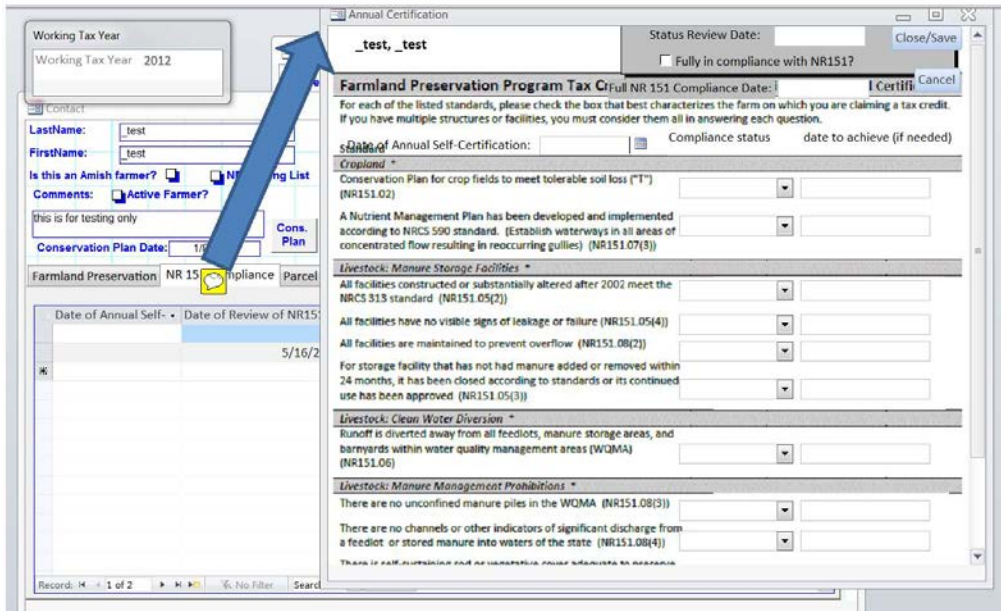 Working Tax Year
Working Tax Year 2012
Contact
LastName: _test
FirstName: _test
Is this an Amish farmer? ing List
Comments: Active Farmer?
this is for testing only
Cons.
Plan
Conservation Plan Date:
Farmland Preservation NR 15 mpliance Parcel
Date of Annual Self- Date of Review of NR15
5/16/2
Record: 1 of 2 No Filter Search
Annual Certification
_test, _test
Status Review Date:
Close/Save
Fully in compliance with NR151?
Cancel
Farmland Preservation Program Tax Cr Full NR 151 Compliance Date: l Certifi
For each of the listed standards, please check the box that best characterizes the farm on which you are claiming a tax credit.
If you have multiple structures or facilities, you must consider them all in answering each question.
Standard
Date of Annual Self-Certification:
Compliance status date to achieve (if needed)
Cropland *
Conservation Plan for crop fields to meet tolerable soil loss ("T")
(NR151.02)
A Nutrient Management Plan has been developed and implemented
according to NRCS 590 standard. (Establish waterways in all areas of
concentrated flow resulting in reoccurring gullies) (NR151.07(3))
Livestock: Manure Storage Facilities *
All facilities constructed or substantially altered after 2002 meet the
NRCS 313 standard (NR151.05(2))
All facilities have no visible signs of leakage or failure (NR151.05(4))
All facilities are maintained to prevent overflow (NR151.08(2))
For storage facility that has not had manure added or removed within
24 months, it has been closed according to standards or its continued
use has been approved (NR151.05(3))
Livestock: Clean Water Diversion *
Runoff is diverted away from all feedlots, manure storage areas, and
barnyards within water quality management areas (WQMA)
(NR151.06)
Livestock: Manure Management Prohibitions *
There are no unconfined manure piles in the WQMA (NR151.08(3))
There are no channels or other indicators of significant discharge from
a feedlot or stored manure into waters of the state (NR151.08(4))
There is self-sustaining sod or vegetative cover adequate to preserve